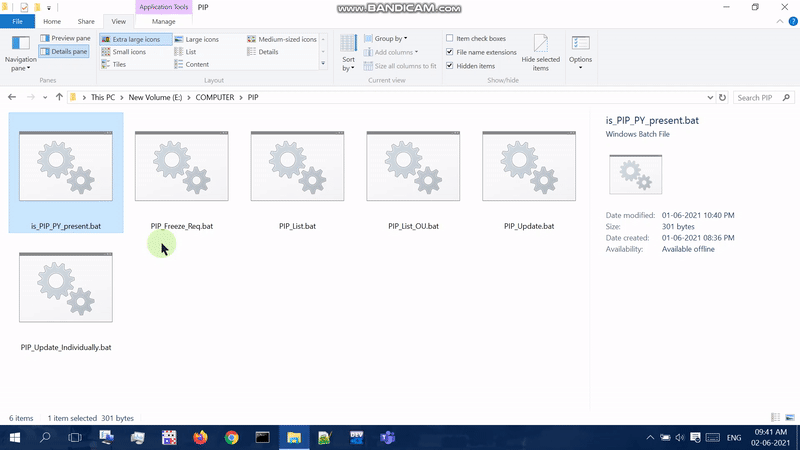 Application Tools PIP
www.BANDICAM.com
File Home Share View Manage
Navigation pane
Preview pane
Details pane
Panes
Extra large icons Large icons Medium-sized icons
Small icons List Details
Tiles Content
Layout
Sort by
Group by
Add columns
Size all columns to fit
Current view
Item check boxes
File name extensions
Hidden items
Hide selected items
Show/hide
Options
This PC New Volume (E:) COMPUTER PIP
Search PIP
is_PIP_PY_present.bat
PIP_Freeze_Req.bat
PIP_List.bat
PIP_List_OU.bat
PIP_Update.bat
PIP_Update_Individually.bat
is_PIP_PY_present.bat
Windows Batch File
Date modified: 01-06-2021 10:40 PM
Size: 301 bytes
Date created: 01-06-2021 08:36 PM
Availability: Available offline
6 items 1 item selected 301 bytes
ENG
09:41 AM
02-06-2021